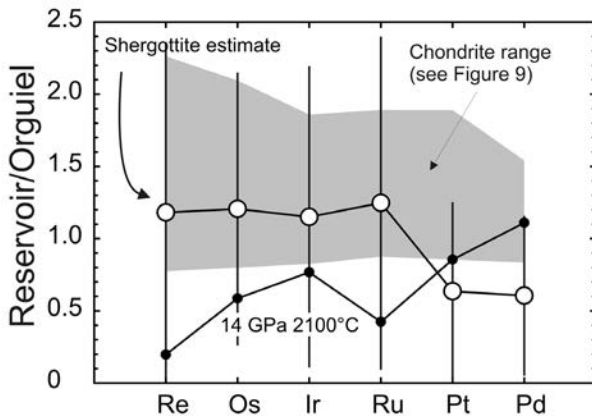 2.5
Shergottite estimate
Chondrite range
(see Figure 9)
2.0
1.5
1.0
0.5
0
Reservoir/Orguiel
14 GPa 2100°C
Re Os Ir Ru Pt Pd